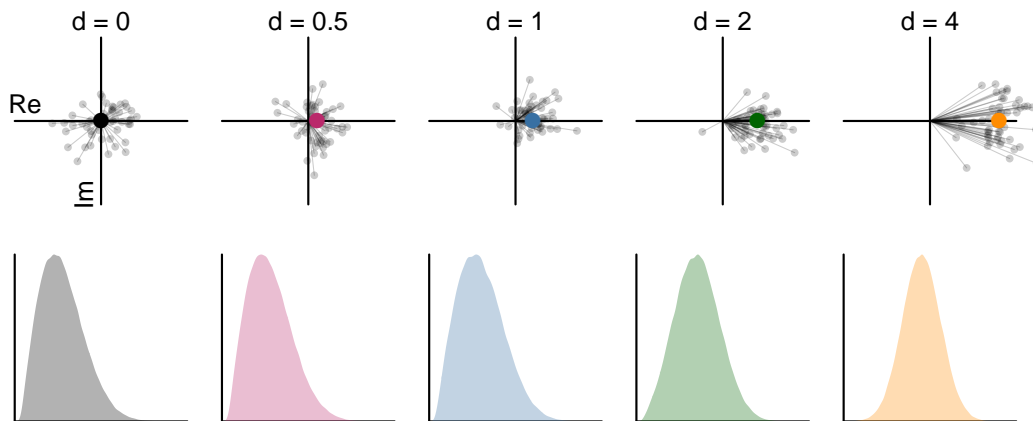 d = 0
d = 0.5
d = 1
d = 2
d = 4
Re
Im